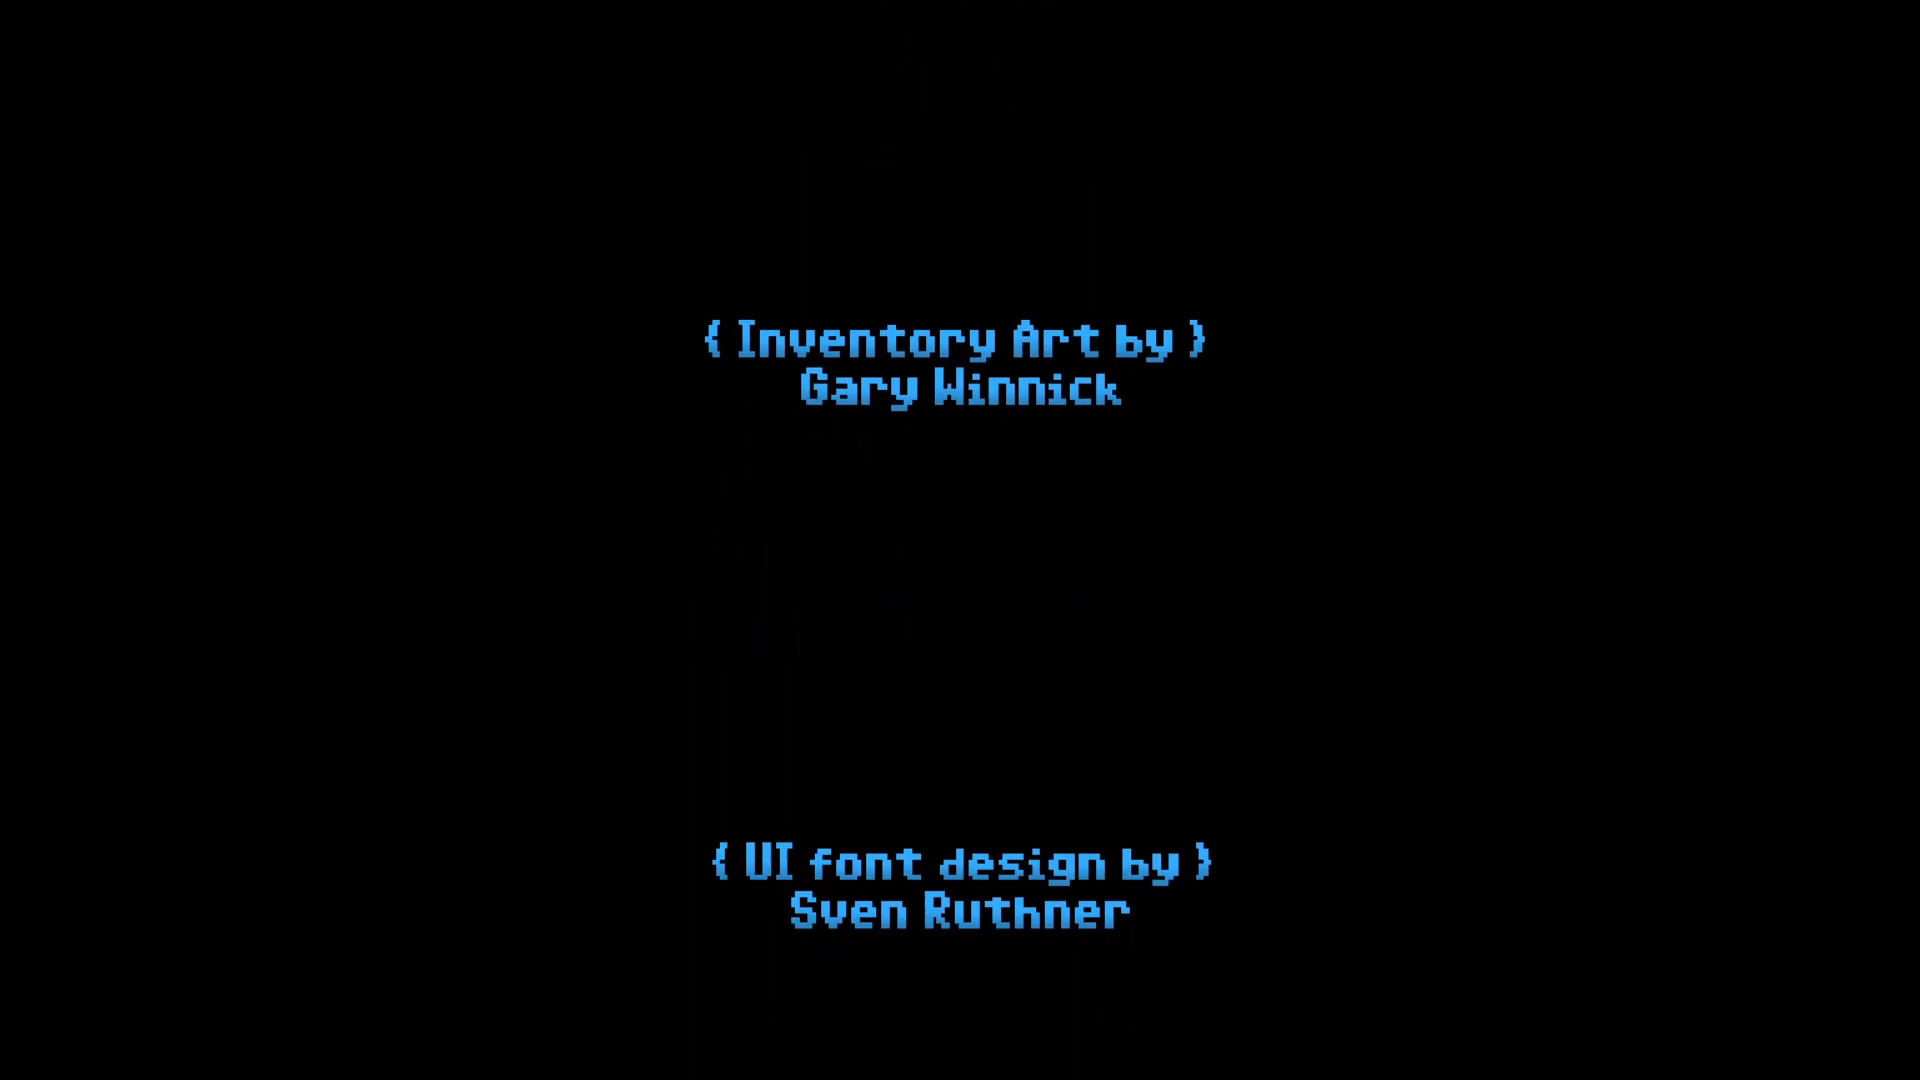 { Inventory Art by }
Gary Winnick
{ UI font design by }
Sven Ruthner